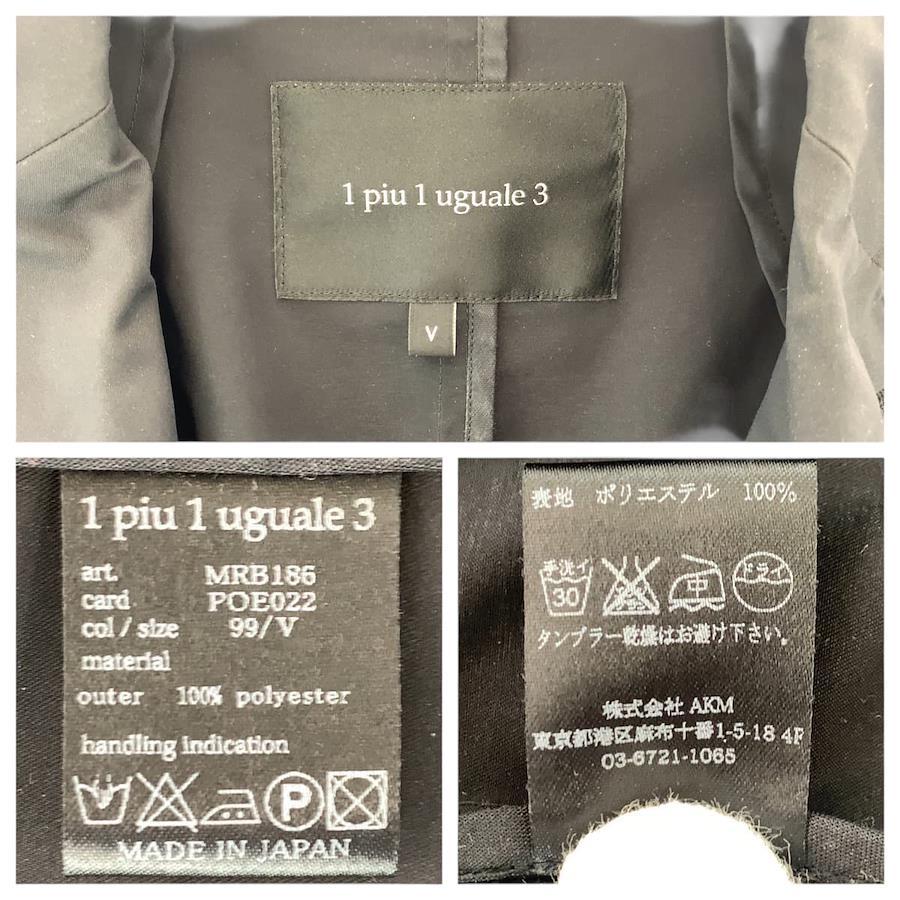 1 piu 1 uguale 3
V
1 piu 1 uguale 3
art. MRB186
card POE022
col / size 99/V
material
outer 100% polyester
handling indication
P
MADE IN JAPAN
表地 ポリエステル 100%
手洗イ 30 中 ドライ
タンブラー乾燥はお避け下さい。
株式会社 AKM
東京都港区麻布十番1-5-18 4F
03-6721-1065